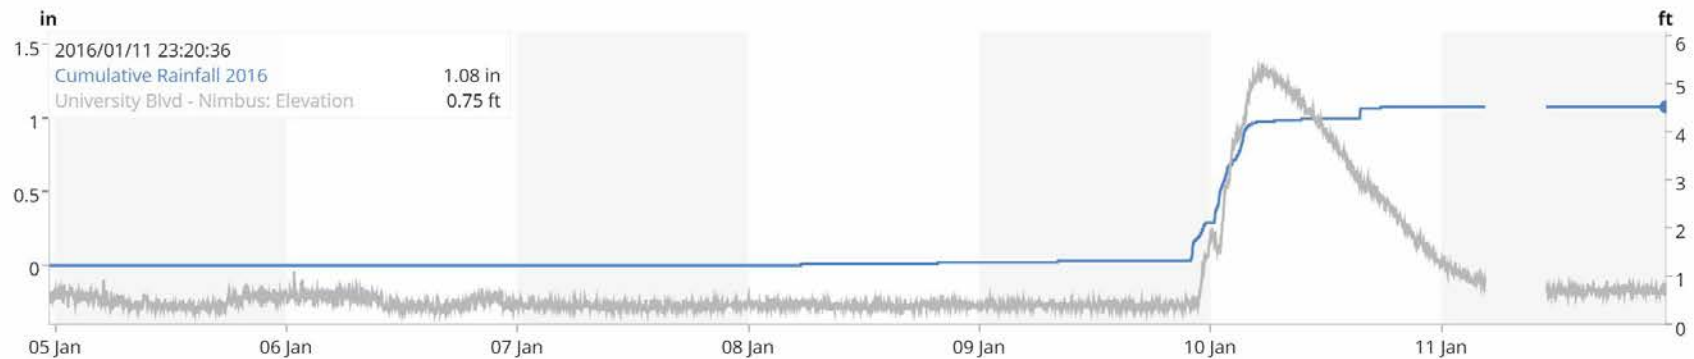 in
ft
1.5
1
0.5
0
2016/01/11 23:20:36
Cumulative Rainfall 2016 1.08 in
University Blvd - Nimbus: Elevation 0.75 ft
6
5
4
3
2
1
0
05 Jan
06 Jan
07 Jan
08 Jan
09 Jan
10 Jan
11 Jan